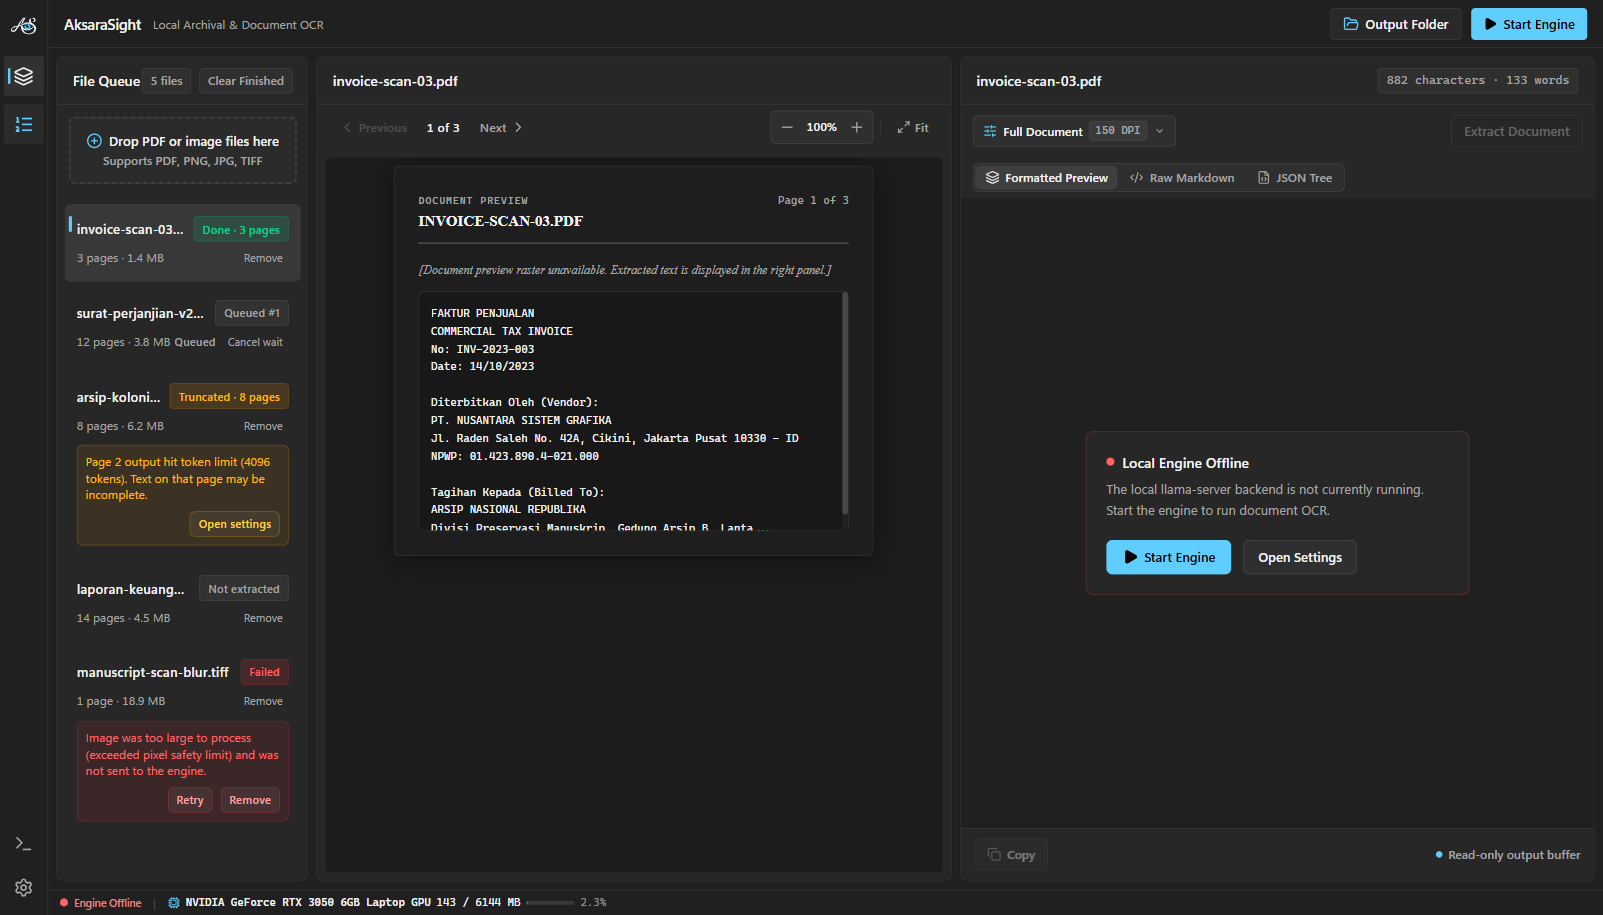 AksaraSight Local Archival & Document OCR
Output Folder
Start Engine
File Queue 5 files Clear Finished
Drop PDF or image files here
Supports PDF, PNG, JPG, TIFF
invoice-scan-03... Done · 3 pages
3 pages · 1.4 MB Remove
surat-perjanjian-v2... Queued #1
12 pages · 3.8 MB Queued Cancel wait
arsip-koloni... Truncated · 8 pages
8 pages · 6.2 MB Remove
Page 2 output hit token limit (4096
tokens). Text on that page may be
incomplete.
Open settings
laporan-keuang... Not extracted
14 pages · 4.5 MB Remove
manuscript-scan-blur.tiff Failed
1 page · 18.9 MB Remove
Image was too large to process
(exceeded pixel safety limit) and was
not sent to the engine.
Retry Remove
invoice-scan-03.pdf
Previous 1 of 3 Next 100% Fit
DOCUMENT PREVIEW Page 1 of 3
INVOICE-SCAN-03.PDF
[Document preview raster unavailable. Extracted text is displayed in the right panel.]
FAKTUR PENJUALAN
COMMERCIAL TAX INVOICE
No: INV-2023-003
Date: 14/10/2023
Diterbitkan Oleh (Vendor):
PT. NUSANTARA SISTEM GRAFIKA
Jl. Raden Saleh No. 42A, Cikini, Jakarta Pusat 10330 - ID
NPWP: 01.423.890.4-021.000
Tagihan Kepada (Billed To):
ARSIP NASIONAL REPUBLIKA
Divisi Preservasi Manuskrip, Gedung Arsip B, Lanta...
invoice-scan-03.pdf 882 characters · 133 words
Full Document 150 DPI Extract Document
Formatted Preview Raw Markdown JSON Tree
Local Engine Offline
The local llama-server backend is not currently running.
Start the engine to run document OCR.
Start Engine Open Settings
Copy Read-only output buffer
Engine Offline NVIDIA GeForce RTX 3050 6GB Laptop GPU 143 / 6144 MB 2.3%